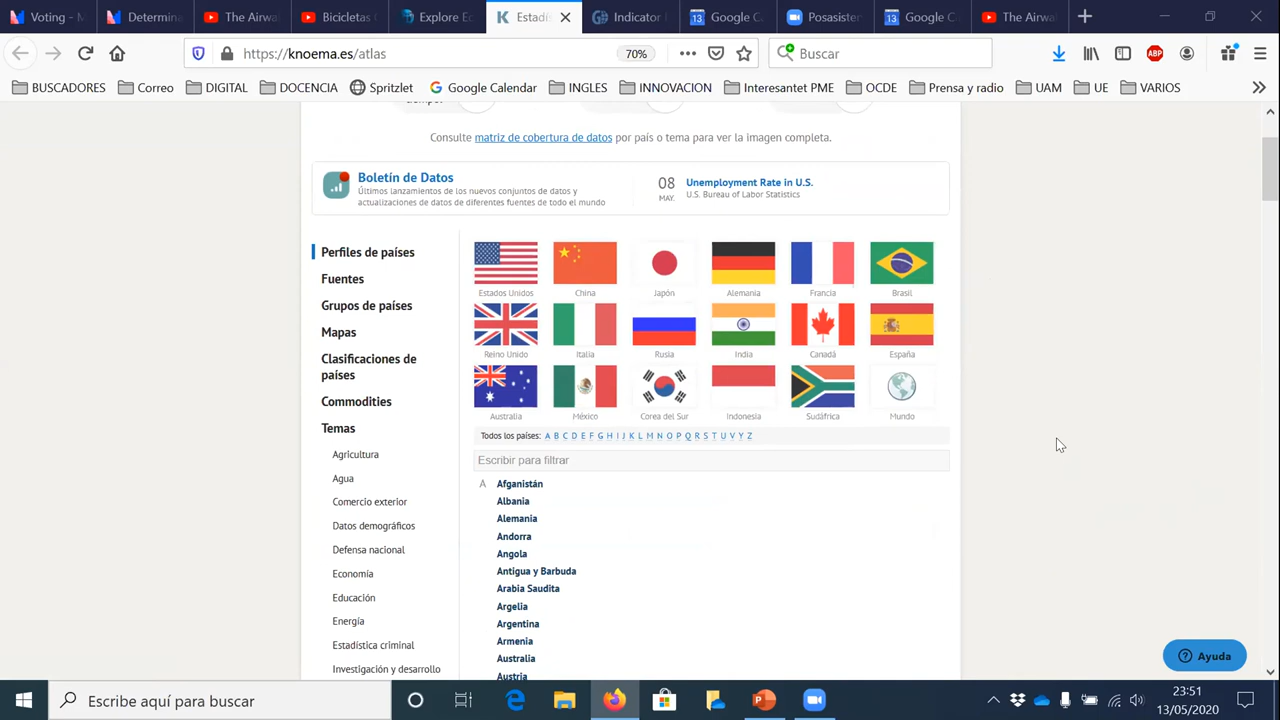 Voting -
Determina
The Airwa
Bicicletas
Explore Ec
Estadís
Indicator
Google Ca
Posasisten
Google Ca
The Airwa
https://knoema.es/atlas
70%
Buscar
BUSCADORES
Correo
DIGITAL
DOCENCIA
Spritzlet
Google Calendar
INGLES
INNOVACION
Interesantet PME
OCDE
Prensa y radio
UAM
UE
VARIOS
Consulte matriz de cobertura de datos por país o tema para ver la imagen completa.
Boletín de Datos
Últimos lanzamientos de los nuevos conjuntos de datos y
actualizaciones de datos de diferentes fuentes de todo el mundo
08
MAY.
Unemployment Rate in U.S.
U.S. Bureau of Labor Statistics
Perfiles de países
Fuentes
Grupos de países
Mapas
Clasificaciones de
países
Commodities
Temas
Agricultura
Agua
Comercio exterior
Datos demográficos
Defensa nacional
Economía
Educación
Energía
Estadística criminal
Investigación y desarrollo
Estados Unidos
China
Japón
Alemania
Francia
Brasil
Reino Unido
Italia
Rusia
India
Canadá
España
Australia
México
Corea del Sur
Indonesia
Sudáfrica
Mundo
Todos los países: A B C D E F G H I J K L M N O P Q R S T U V Y Z
Escribir para filtrar
A
Afganistán
Albania
Alemania
Andorra
Angola
Antigua y Barbuda
Arabia Saudita
Argelia
Argentina
Armenia
Australia
Austria
Ayuda
Escribe aquí para buscar
23:51
13/05/2020